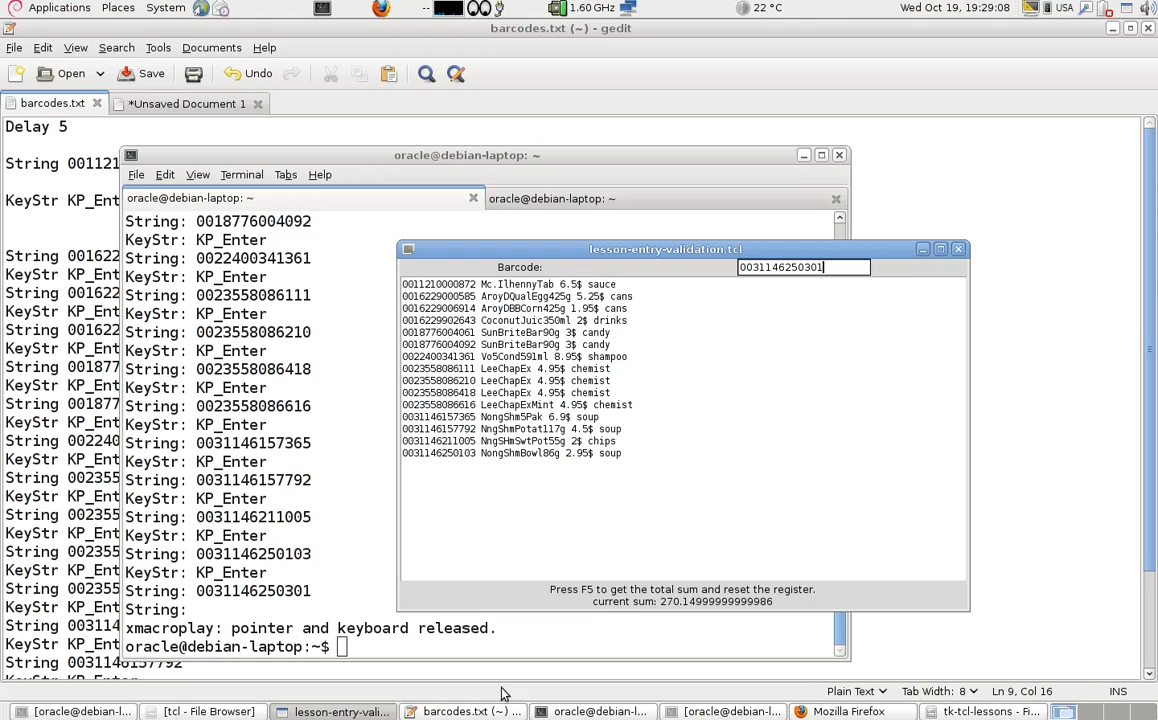 Applications Places System -- 1.60 GHz 22 °C Wed Oct 19, 19:29:08 USA
barcodes.txt (~) - gedit
File Edit View Search Tools Documents Help
Open Save Undo
barcodes.txt *Unsaved Document 1
Delay 5
String 001121
KeyStr KP_Ent
String 001622
KeyStr KP_Ent
String 001622
KeyStr KP_Ent
String 001622
KeyStr KP_Ent
String 001877
KeyStr KP_Ent
String 001877
KeyStr KP_Ent
String 002240
KeyStr KP_Ent
String 002355
KeyStr KP_Ent
String 002355
KeyStr KP_Ent
String 002355
KeyStr KP_Ent
String 002355
KeyStr KP_Ent
String 003114
KeyStr KP_Ent
String 0031146157792
oracle@debian-laptop: ~
File Edit View Terminal Tabs Help
oracle@debian-laptop: ~ oracle@debian-laptop: ~
String: 0018776004092
KeyStr: KP_Enter
String: 0022400341361
KeyStr: KP_Enter
String: 0023558086111
KeyStr: KP_Enter
String: 0023558086210
KeyStr: KP_Enter
String: 0023558086418
KeyStr: KP_Enter
String: 0023558086616
KeyStr: KP_Enter
String: 0031146157365
KeyStr: KP_Enter
String: 0031146157792
KeyStr: KP_Enter
String: 0031146211005
KeyStr: KP_Enter
String: 0031146250103
KeyStr: KP_Enter
String: 0031146250301
String:
xmacroplay: pointer and keyboard released.
oracle@debian-laptop:~$
lesson-entry-validation.tcl
Barcode: 0031146250301
0011210000872 Mc.IlhennyTab 6.5$ sauce
0016229000585 AroyDQualEgg425g 5.25$ cans
0016229006914 AroyDBBCorn425g 1.95$ cans
0016229902643 CoconutJuic350ml 2$ drinks
0018776004061 SunBriteBar90g 3$ candy
0018776004092 SunBriteBar90g 3$ candy
0022400341361 Vo5Cond591ml 8.95$ shampoo
0023558086111 LeeChapEx 4.95$ chemist
0023558086210 LeeChapEx 4.95$ chemist
0023558086418 LeeChapEx 4.95$ chemist
0023558086616 LeeChapExMint 4.95$ chemist
0031146157365 NongShm5Pak 6.9$ soup
0031146157792 NngShmPotat117g 4.5$ soup
0031146211005 NngSHmSwtPot55g 2$ chips
0031146250103 NongShmBowl86g 2.95$ soup
Press F5 to get the total sum and reset the register.
current sum: 270.14999999999986
Plain Text Tab Width: 8 Ln 9, Col 16 INS
[oracle@debian-la... [tcl - File Browser] lesson-entry-vali... barcodes.txt (~) ... oracle@debian-la... [oracle@debian-la... Mozilla Firefox tk-tcl-lessons - Fi...